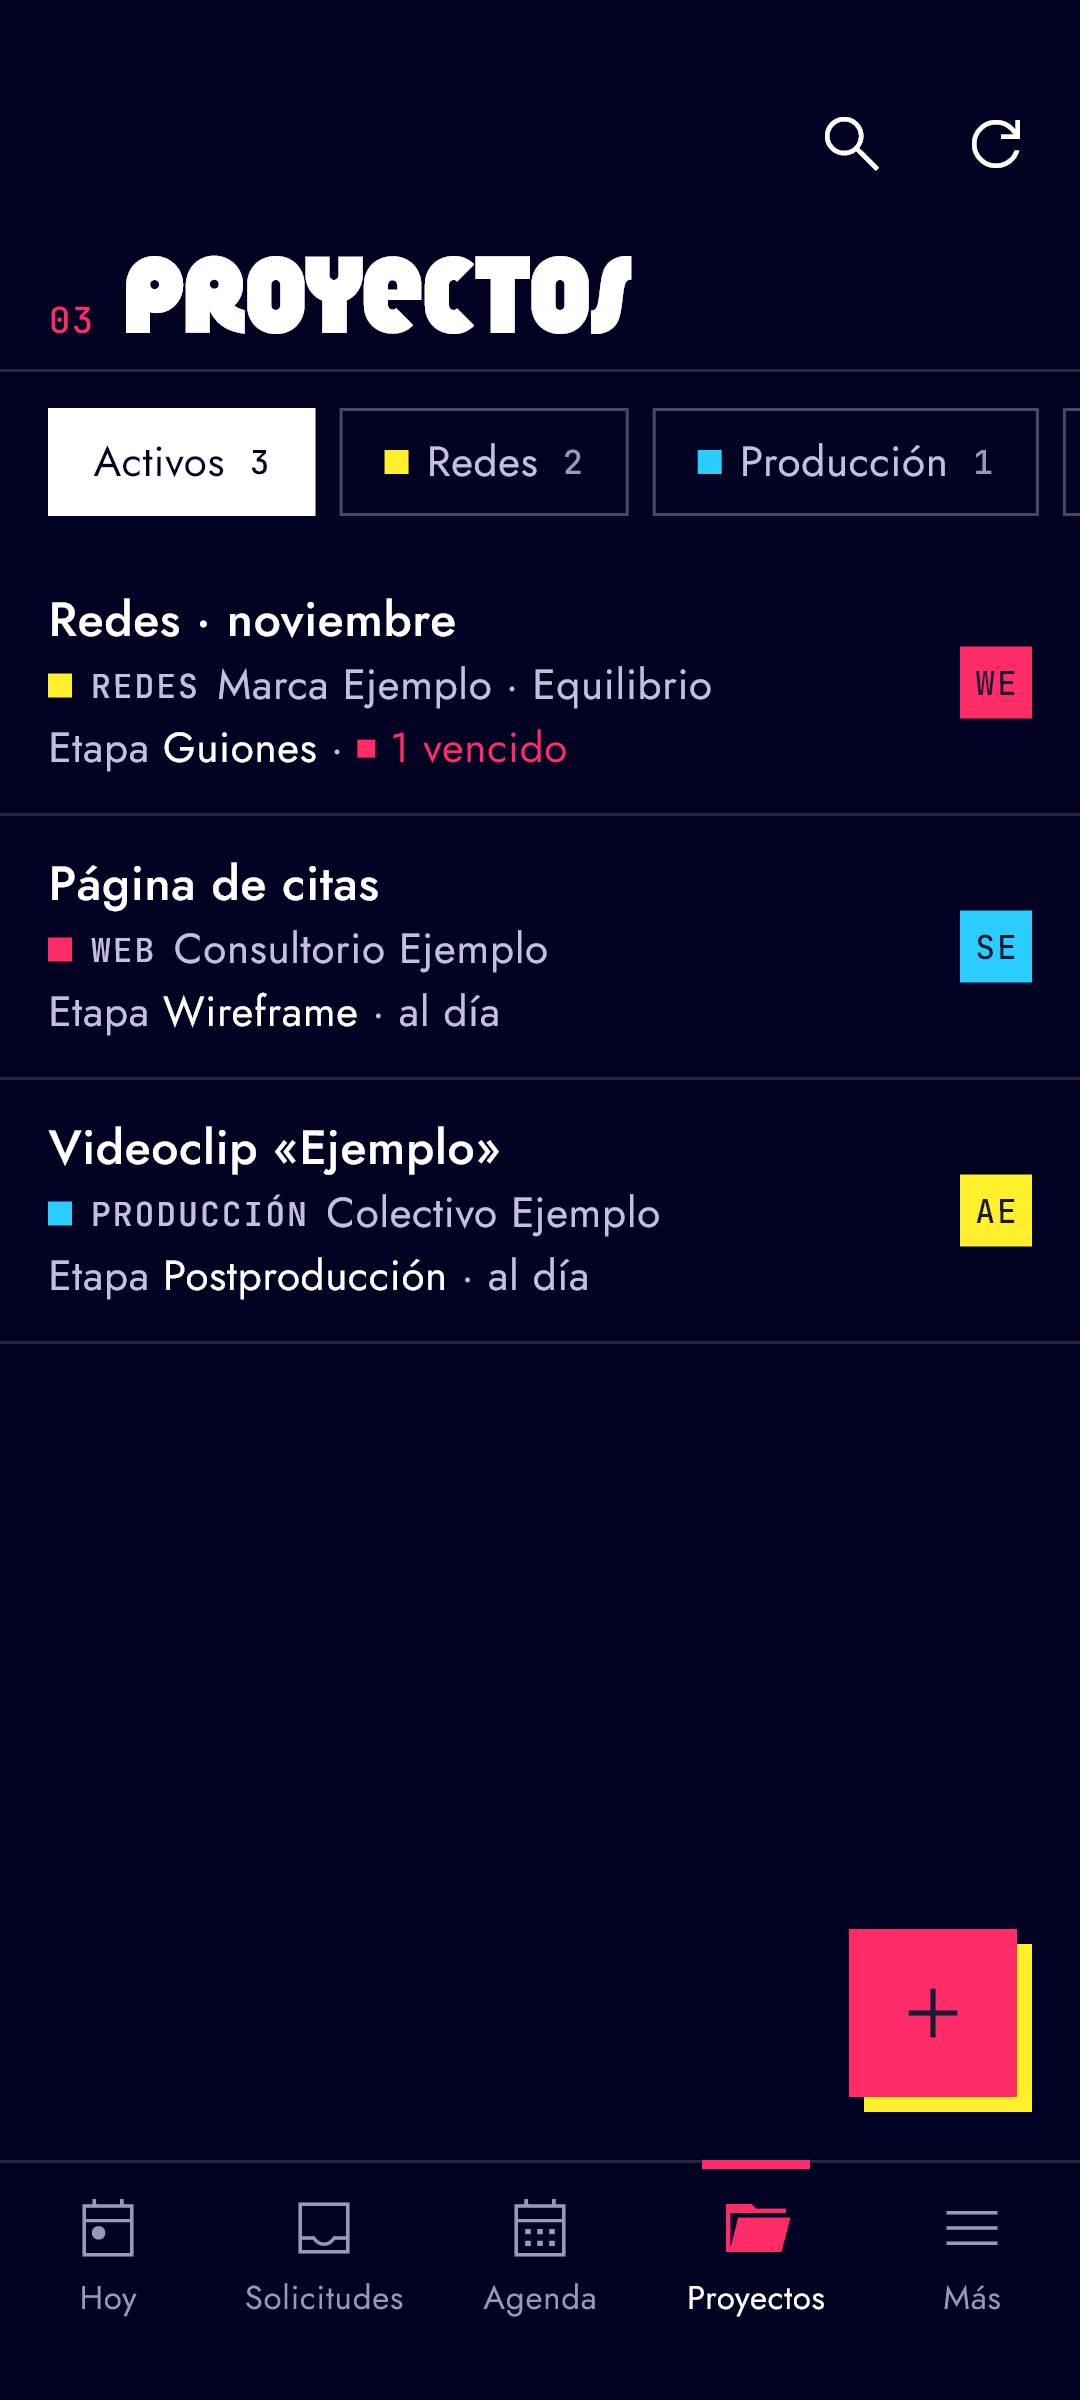 03 PROYECTOS
Activos 3
Redes 2
Producción 1
Redes · noviembre
REDES Marca Ejemplo · Equilibrio
WE
Etapa Guiones · 1 vencido
Página de citas
WEB Consultorio Ejemplo
SE
Etapa Wireframe · al día
Videoclip «Ejemplo»
PRODUCCIÓN Colectivo Ejemplo
AE
Etapa Postproducción · al día
Hoy
Solicitudes
Agenda
Proyectos
Más